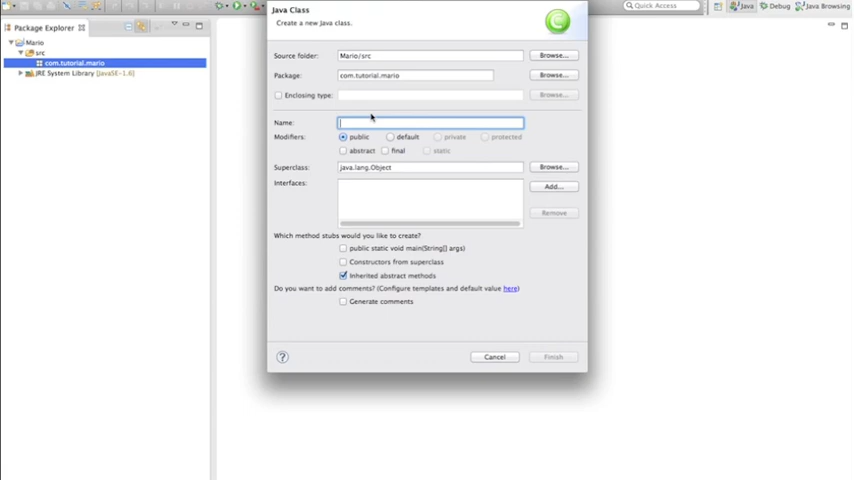 Java Class
Create a new Java class.
Quick Access
Java
Debug
Java Browsing
Package Explorer
Mario
src
com.tutorial.mario
JRE System Library [JavaSE-1.6]
Source folder: Mario/src Browse...
Package: com.tutorial.mario Browse...
Enclosing type: Browse...
Name:
Modifiers: public default private protected
abstract final static
Superclass: java.lang.Object Browse...
Interfaces: Add...
Remove
Which method stubs would you like to create?
public static void main(String[] args)
Constructors from superclass
Inherited abstract methods
Do you want to add comments? (Configure templates and default value here)
Generate comments
? Cancel Finish